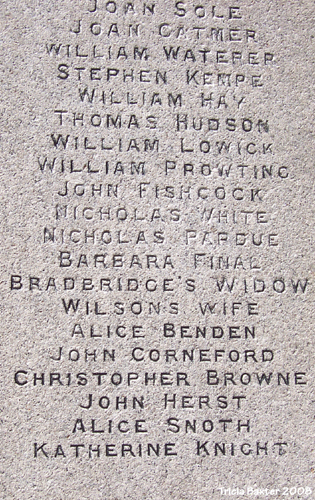 JOAN SOLE
JOAN CATMER
WILLIAM WATERER
STEPHEN KEMPE
WILLIAM HAY
THOMAS HUDSON
WILLIAM LOWICK
WILLIAM PROWTING
JOHN FISHCOCK
NICHOLAS WHITE
NICHOLAS PARDUE
BARBARA FINAL
BRADBRIDGE'S WIDOW
WILSON'S WIFE
ALICE BENDEN
JOHN CORNEFORD
CHRISTOPHER BROWNE
JOHN HERST
ALICE SNOTH
KATHERINE KNIGHT
Tricia Baxter 2008